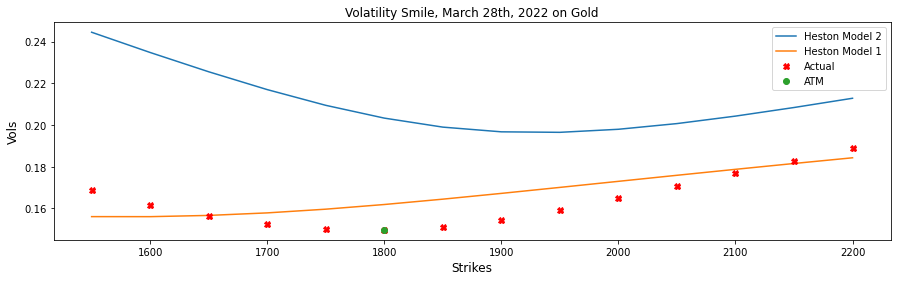 Volatility Smile, March 28th, 2022 on Gold
Heston Model 2
Heston Model 1
Actual
ATM
Vols
0.24
0.22
0.20
0.18
0.16
1600
1700
1800
1900
2000
2100
2200
Strikes